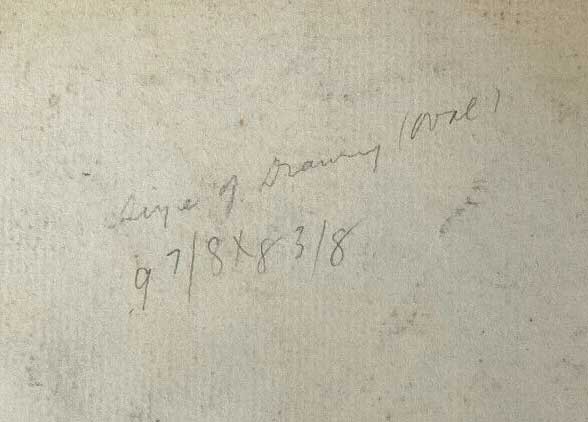 Size of Drawing (oval)
9 7/8 X 8 3/8